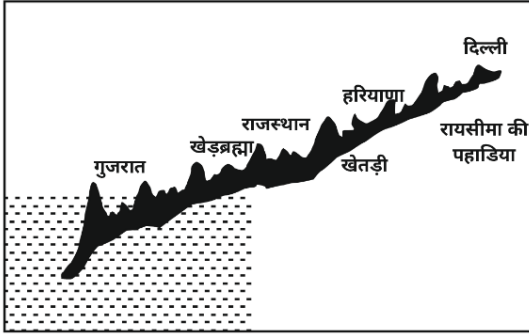 दिल्ली
हरियाणा
राजस्थान
रायसीमा की
पहाडिया
खेड़ब्रह्मा
खेतड़ी
गुजरात